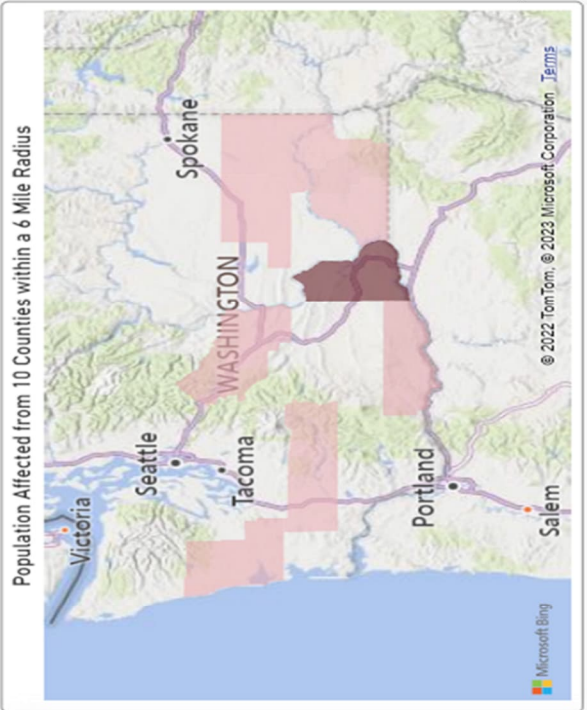 Population Affected from 10 Counties within a 6 Mile Radius
Victoria
Seattle
Spokane
Tacoma
WASHINGTON
Portland
Salem
Microsoft Bing
© 2022 TomTom, © 2023 Microsoft Corporation Terms